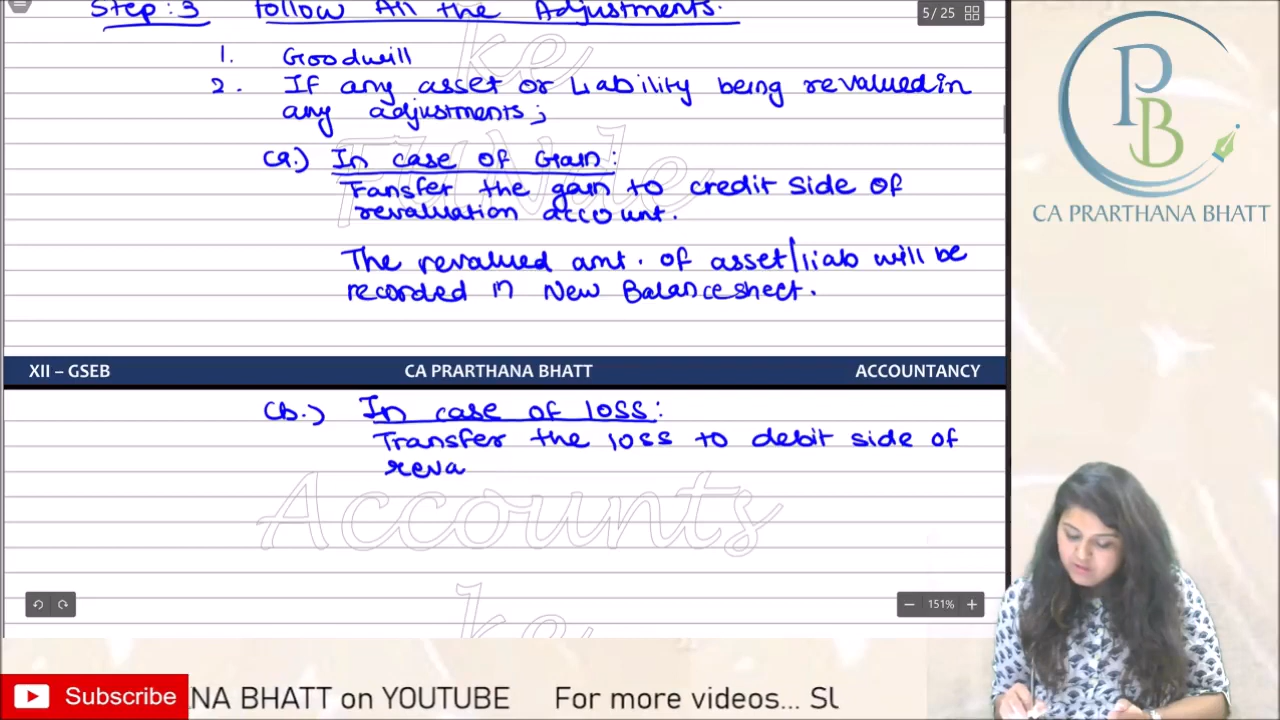 Step:3 Follow All the Adjustments.
5 / 25
1. Goodwill
2. If any asset or Liability being revalued in
any adjustments;
(a.) In case of Gain:
Transfer the gain to credit side of
revaluation account.
The revalued amt. of asset/liab will be
recorded in New Balancesheet.
XII – GSEB CA PRARTHANA BHATT ACCOUNTANCY
(b.) In case of loss:
Transfer the loss to debit side of
reva
Accounts
ke
151%
PB
CA PRARTHANA BHATT
Subscribe NA BHATT on YOUTUBE For more videos... SU